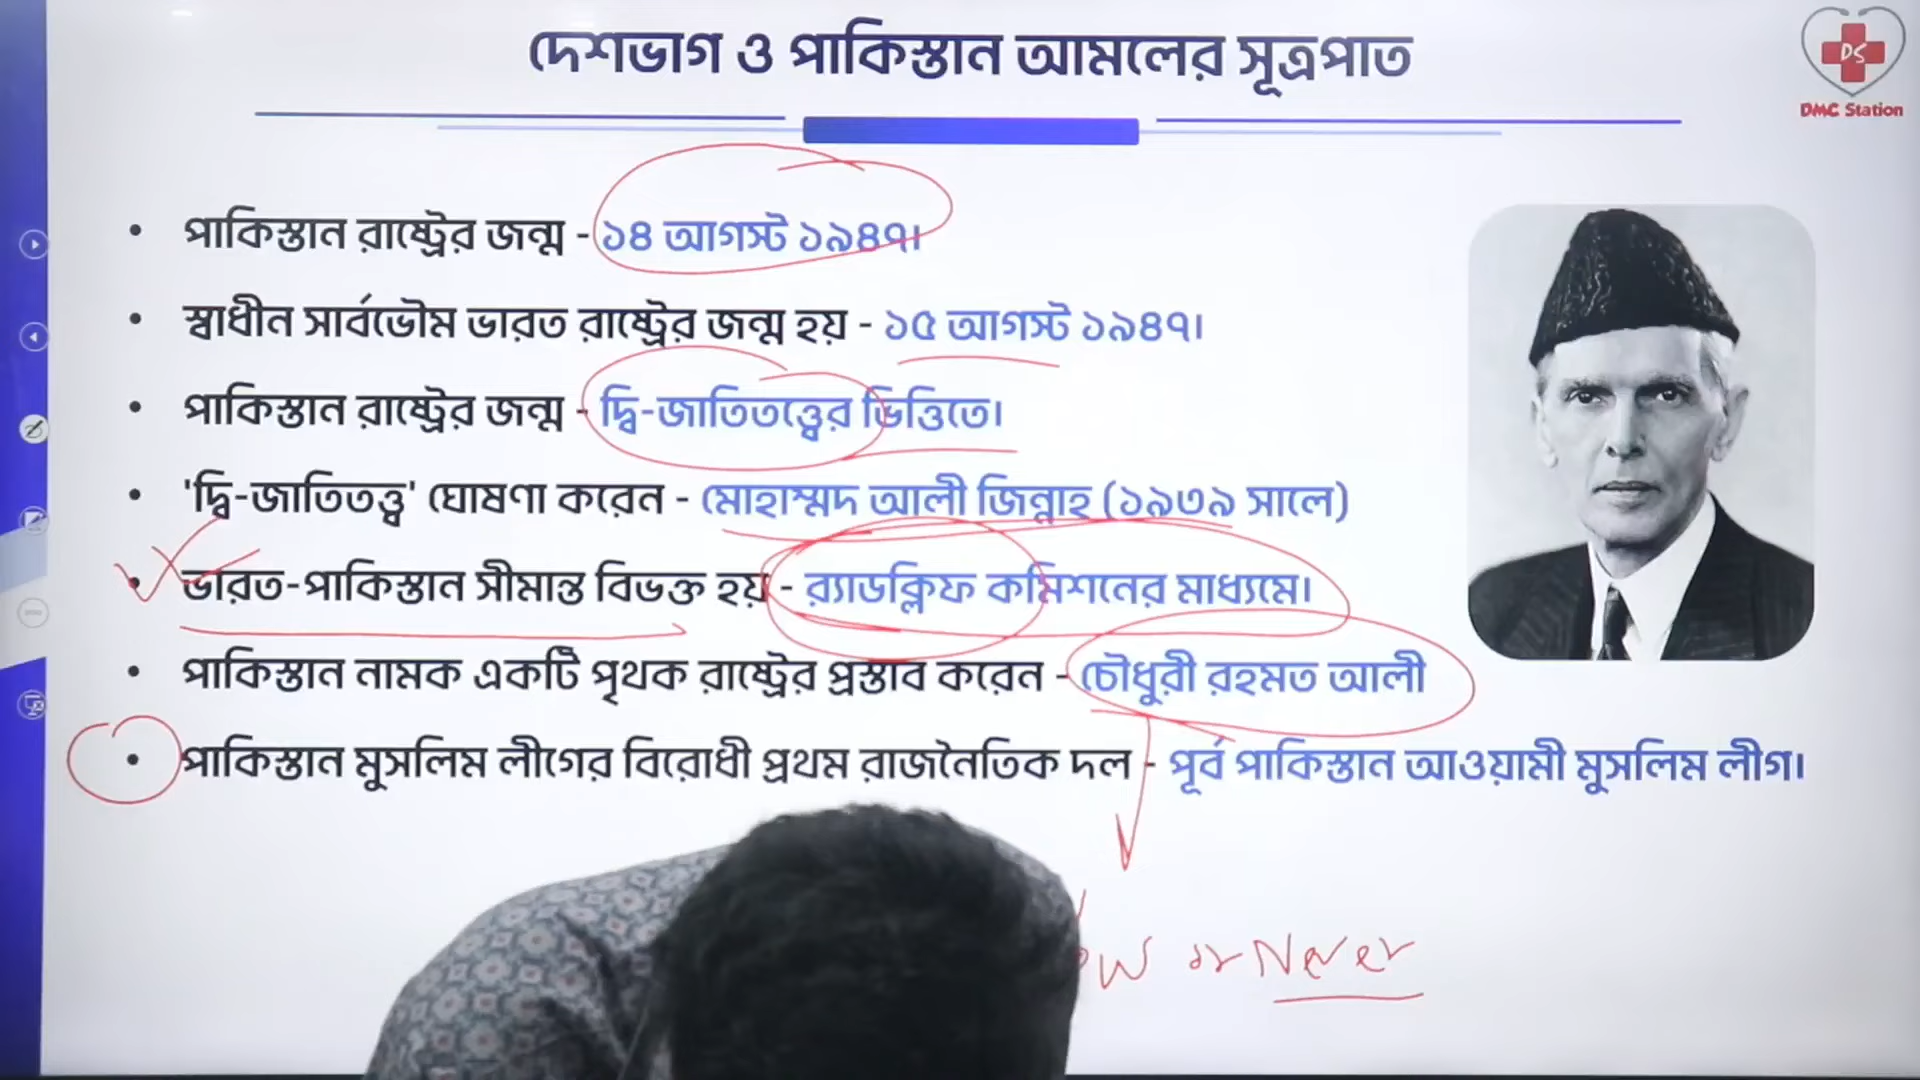 দেশভাগ ও পাকিস্তান আমলের সূত্রপাত
DS
DMC Station
• পাকিস্তান রাষ্ট্রের জন্ম - ১৪ আগস্ট ১৯৪৭।
• স্বাধীন সার্বভৌম ভারত রাষ্ট্রের জন্ম হয় - ১৫ আগস্ট ১৯৪৭।
• পাকিস্তান রাষ্ট্রের জন্ম - দ্বি-জাতিতত্ত্বের ভিত্তিতে।
• 'দ্বি-জাতিতত্ত্ব' ঘোষণা করেন - মোহাম্মদ আলী জিন্নাহ (১৯৩৯ সালে)
• ভারত-পাকিস্তান সীমান্ত বিভক্ত হয় - র‍্যাডক্লিফ কমিশনের মাধ্যমে।
• পাকিস্তান নামক একটি পৃথক রাষ্ট্রের প্রস্তাব করেন - চৌধুরী রহমত আলী
• পাকিস্তান মুসলিম লীগের বিরোধী প্রথম রাজনৈতিক দল - পূর্ব পাকিস্তান আওয়ামী মুসলিম লীগ।
or Never